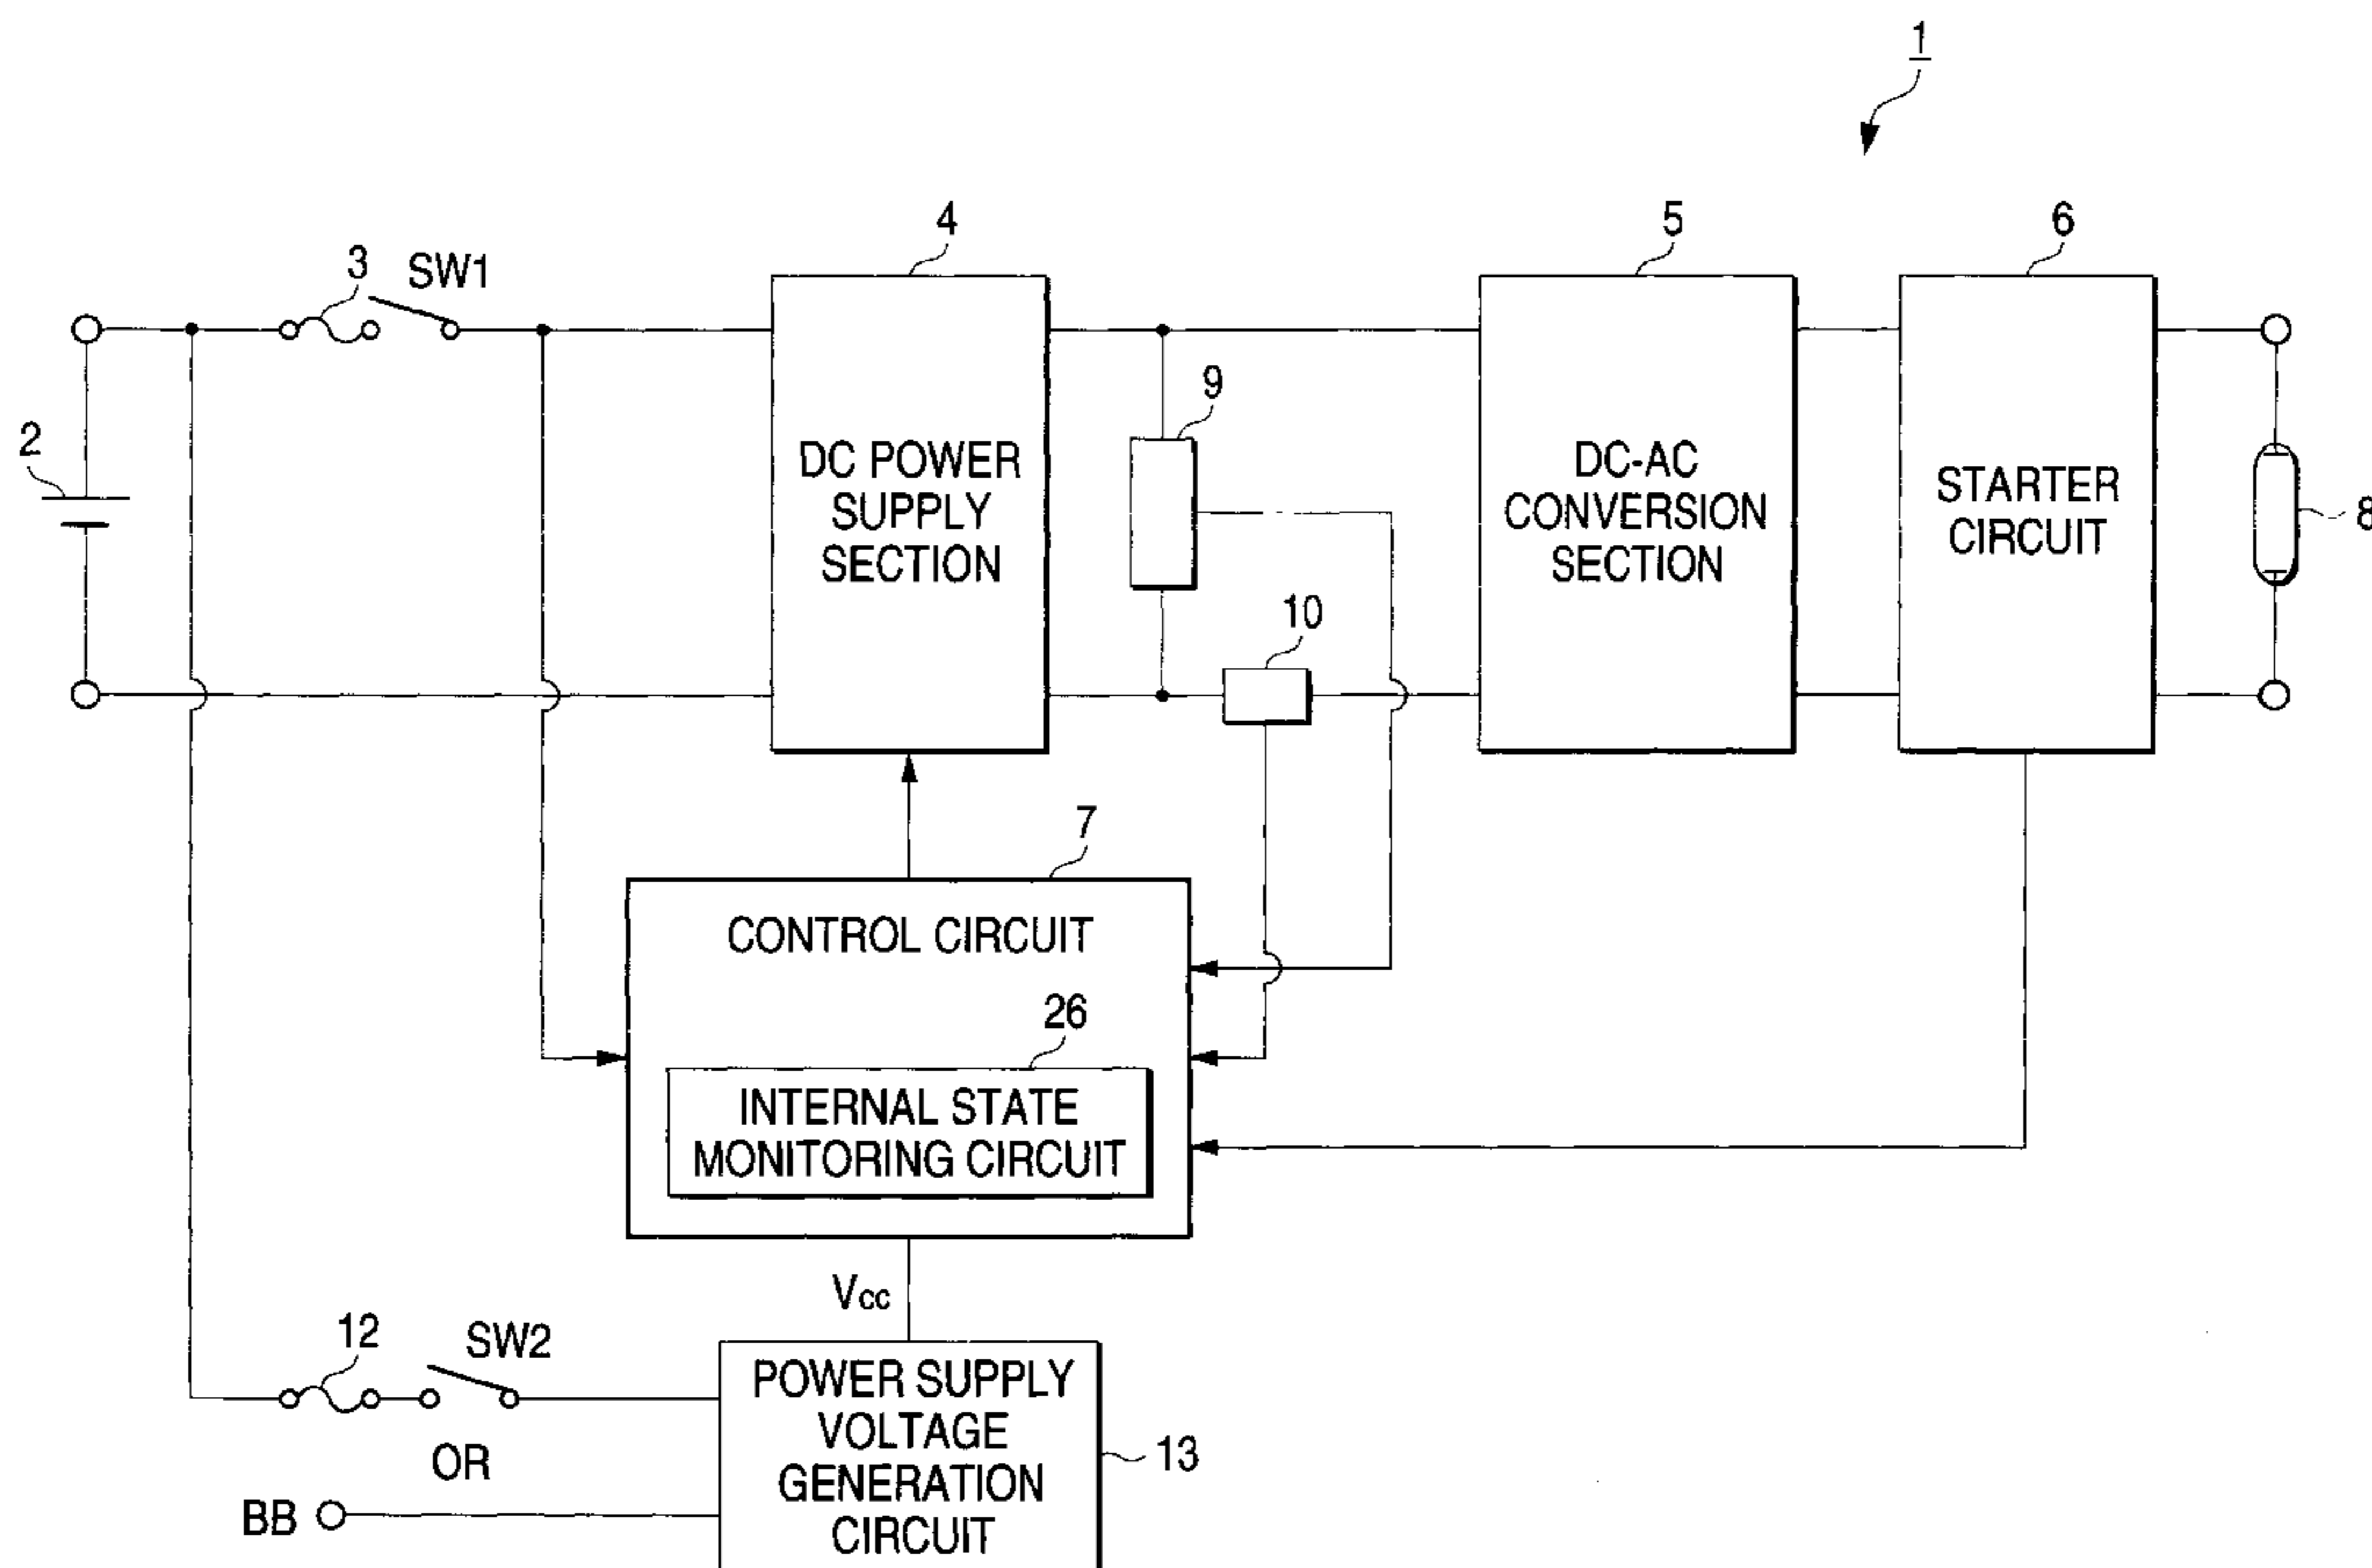 1
4
5
6
3
SW1
9
2
DC POWER
SUPPLY
SECTION
DC-AC
CONVERSION
SECTION
STARTER
CIRCUIT
8
10
7
CONTROL CIRCUIT
26
INTERNAL STATE
MONITORING CIRCUIT
Vcc
12
SW2
POWER SUPPLY
VOLTAGE
GENERATION
CIRCUIT
13
OR
BB